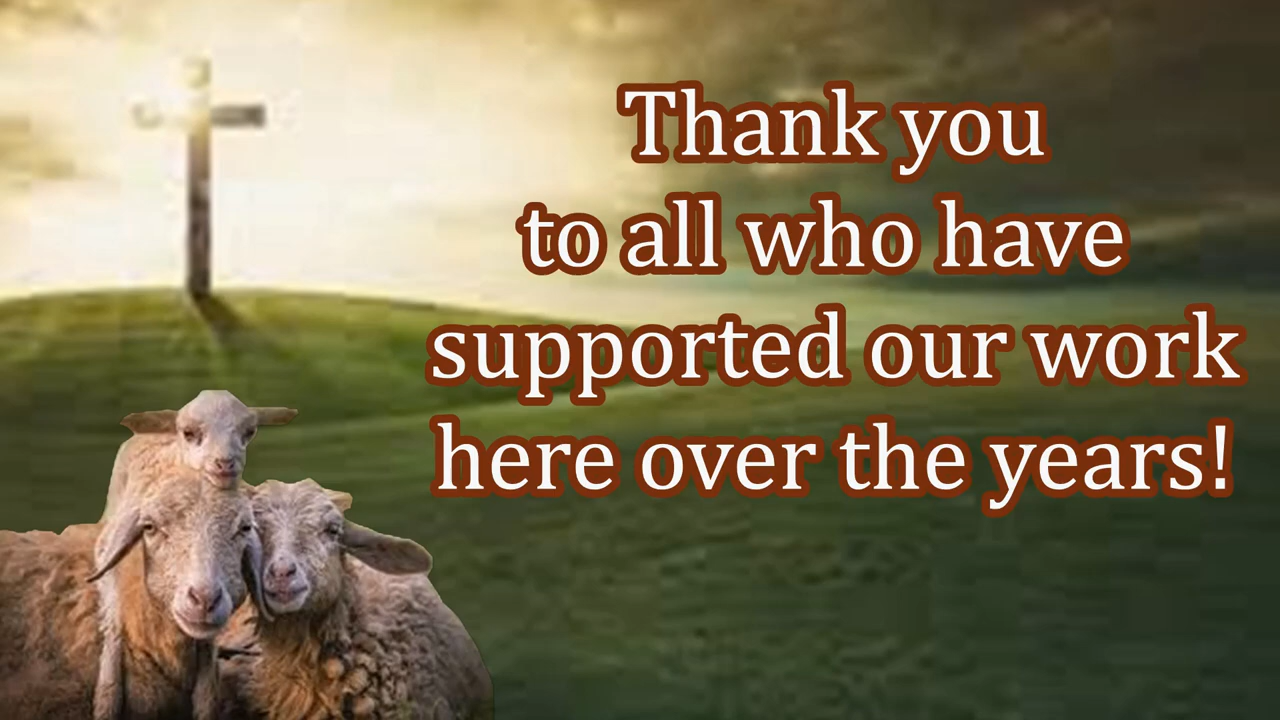 Thank you
to all who have
supported our work
here over the years!